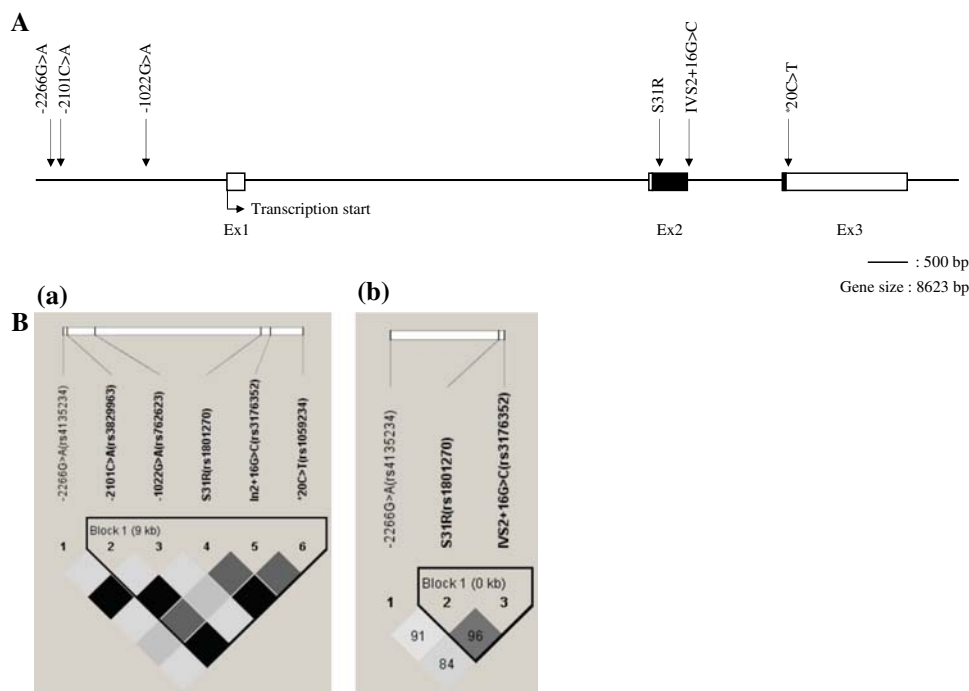 A
-2266G>A
-2101C>A
-1022G>A
S31R
IVS2+16G>C
*20C>T
Transcription start
Ex1
Ex2
Ex3
: 500 bp
Gene size : 8623 bp
B
(a)
-2266G>A(rs4135234)
-2101C>A(rs3829963)
-1022G>A(rs762623)
S31R(rs1801270)
In2+16G>C(rs3176352)
*20C>T(rs1059234)
Block 1 (9 kb)
1 2 3 4 5 6
(b)
-2266G>A(rs4135234)
S31R(rs1801270)
IVS2+16G>C(rs3176352)
Block 1 (0 kb)
1 2 3
91 96
84